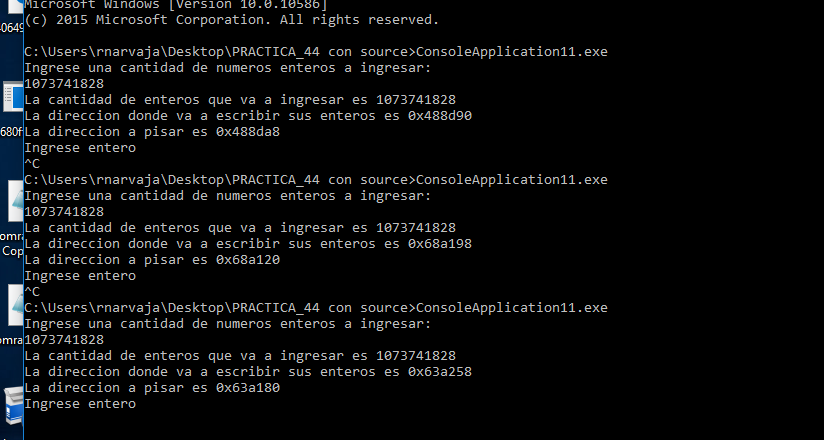 Microsoft Windows [Version 10.0.10586]
(c) 2015 Microsoft Corporation. All rights reserved.
C:\Users\rnarvaja\Desktop\PRACTICA_44 con source>ConsoleApplication11.exe
Ingrese una cantidad de numeros enteros a ingresar:
1073741828
La cantidad de enteros que va a ingresar es 1073741828
La direccion donde va a escribir sus enteros es 0x488d90
La direccion a pisar es 0x488da8
Ingrese entero
^C
C:\Users\rnarvaja\Desktop\PRACTICA_44 con source>ConsoleApplication11.exe
Ingrese una cantidad de numeros enteros a ingresar:
1073741828
La cantidad de enteros que va a ingresar es 1073741828
La direccion donde va a escribir sus enteros es 0x68a198
La direccion a pisar es 0x68a120
Ingrese entero
^C
C:\Users\rnarvaja\Desktop\PRACTICA_44 con source>ConsoleApplication11.exe
Ingrese una cantidad de numeros enteros a ingresar:
1073741828
La cantidad de enteros que va a ingresar es 1073741828
La direccion donde va a escribir sus enteros es 0x63a258
La direccion a pisar es 0x63a180
Ingrese entero
4064
680f
omr
Cop
omra